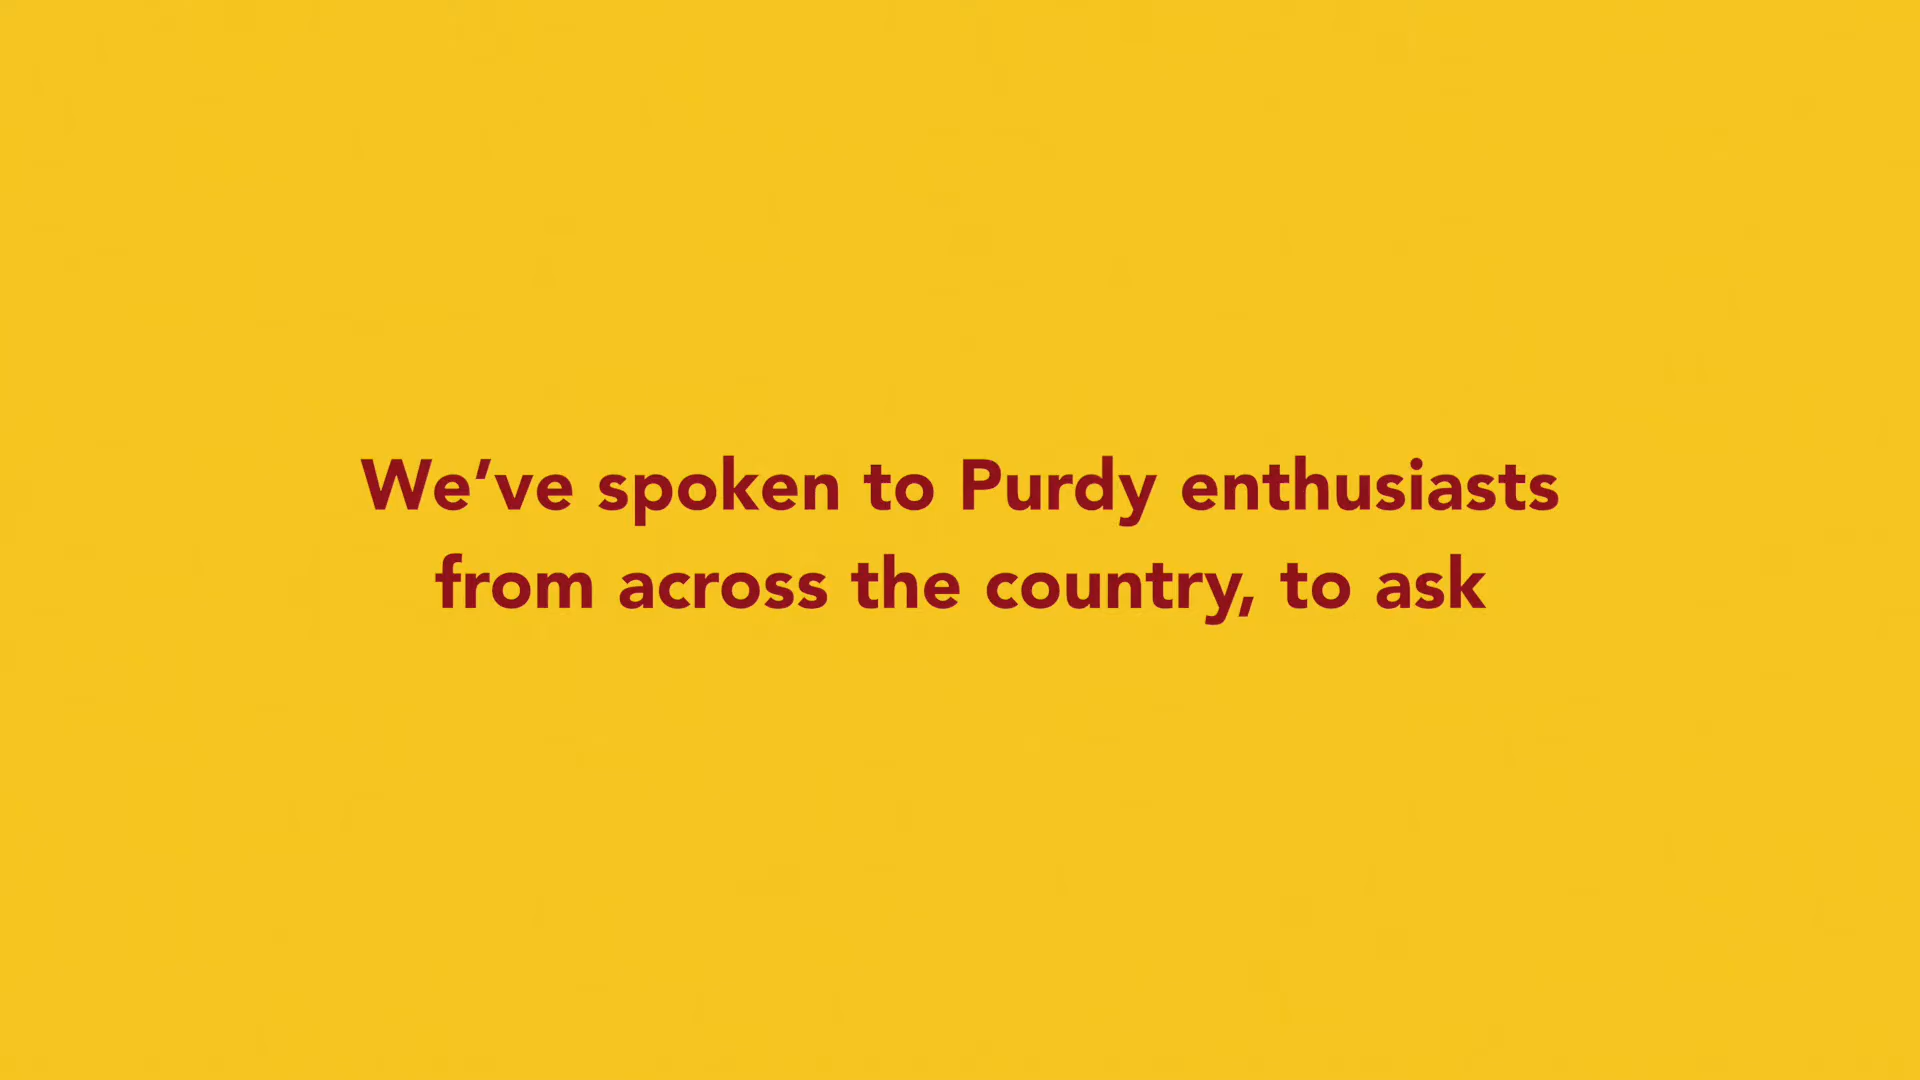 We’ve spoken to Purdy enthusiasts
from across the country, to ask